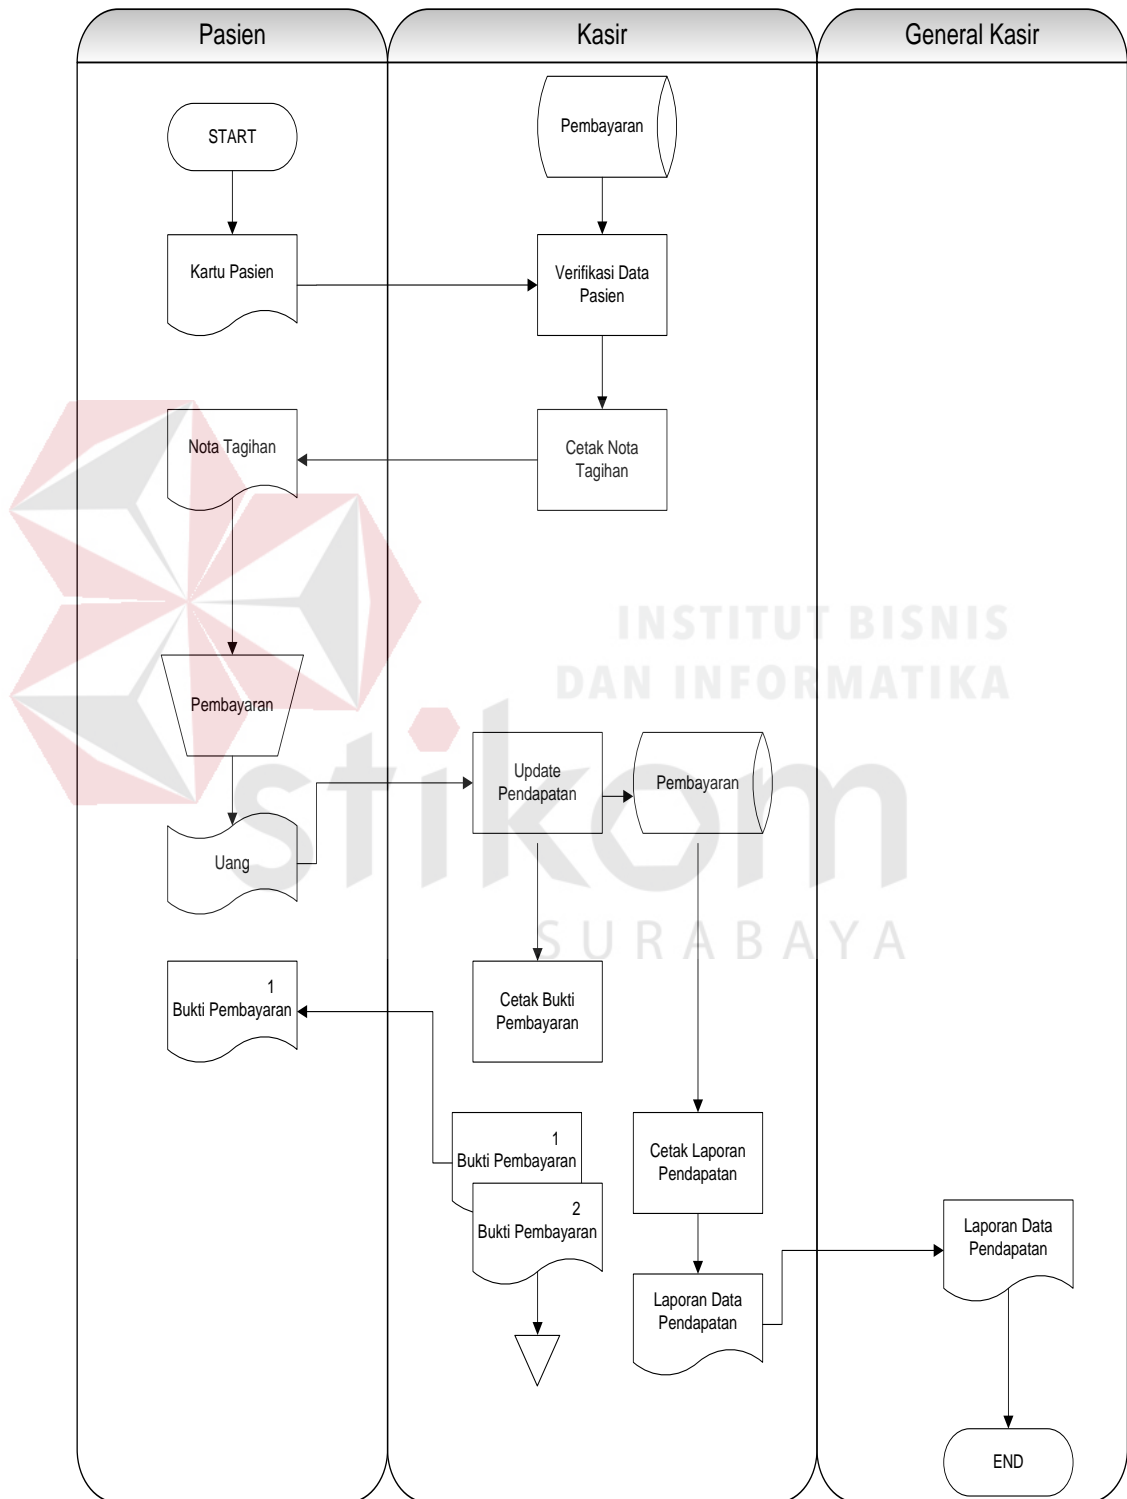 Pasien
Kasir
General Kasir
START
Pembayaran
Kartu Pasien
Verifikasi Data
Pasien
Nota Tagihan
Cetak Nota
Tagihan
INSTITUT BISNIS
DAN INFORMATIKA
Pembayaran
Update
Pendapatan
Pembayaran
stikom
Uang
SURABAYA
1
Bukti Pembayaran
Cetak Bukti
Pembayaran
1
Bukti Pembayaran
2
Bukti Pembayaran
Cetak Laporan
Pendapatan
Laporan Data
Pendapatan
Laporan Data
Pendapatan
END